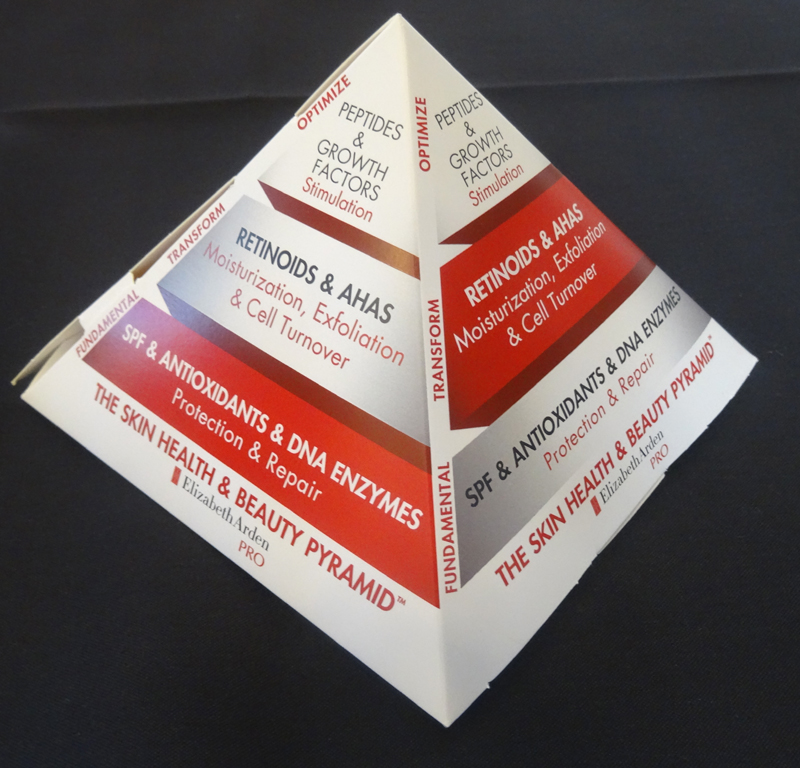 OPTIMIZE
PEPTIDES
&
GROWTH
FACTORS
Stimulation
TRANSFORM
RETINOIDS & AHAS
Moisturization, Exfoliation
& Cell Turnover
FUNDAMENTAL
SPF & ANTIOXIDANTS & DNA ENZYMES
Protection & Repair
THE SKIN HEALTH & BEAUTY PYRAMID™
Elizabeth Arden
PRO
OPTIMIZE
PEPTIDES
&
GROWTH
FACTORS
Stimulation
TRANSFORM
RETINOIDS & AHAS
Moisturization, Exfoliation
& Cell Turnover
FUNDAMENTAL
SPF & ANTIOXIDANTS & DNA ENZYMES
Protection & Repair
THE SKIN HEALTH & BEAUTY PYRAMID™
Elizabeth Arden
PRO